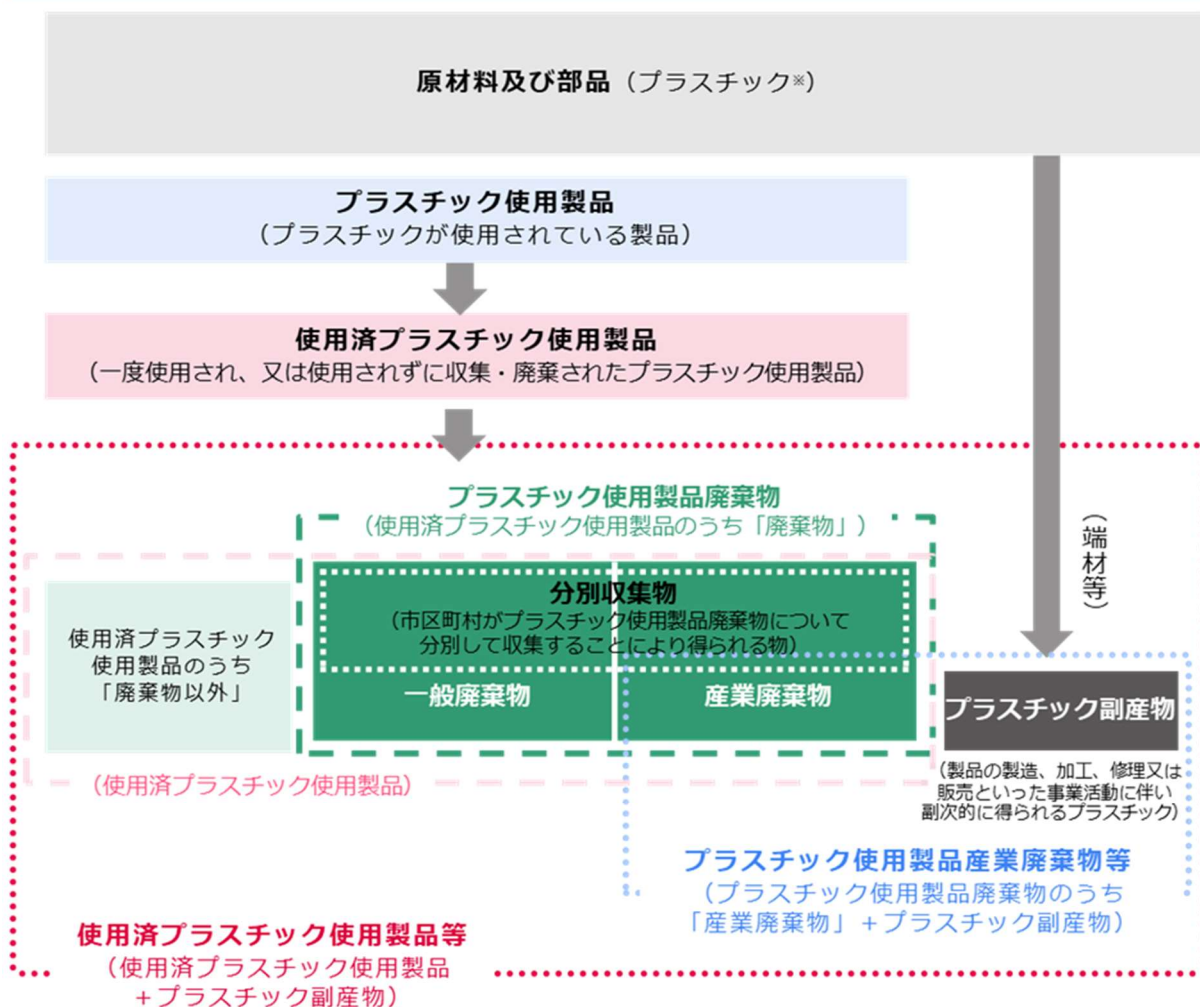 原材料及び部品（プラスチック※）
プラスチック使用製品
（プラスチックが使用されている製品）
使用済プラスチック使用製品
（一度使用され、又は使用されずに収集・廃棄されたプラスチック使用製品）
プラスチック使用製品廃棄物
（使用済プラスチック使用製品のうち「廃棄物」）
（端材等）
分別収集物
（市区町村がプラスチック使用製品廃棄物について
分別して収集することにより得られる物）
使用済プラスチック
使用製品のうち
「廃棄物以外」
一般廃棄物
産業廃棄物
プラスチック副産物
（製品の製造、加工、修理又は
販売といった事業活動に伴い
副次的に得られるプラスチック）
（使用済プラスチック使用製品）
プラスチック使用製品産業廃棄物等
（プラスチック使用製品廃棄物のうち
「産業廃棄物」＋プラスチック副産物）
使用済プラスチック使用製品等
（使用済プラスチック使用製品
＋プラスチック副産物）